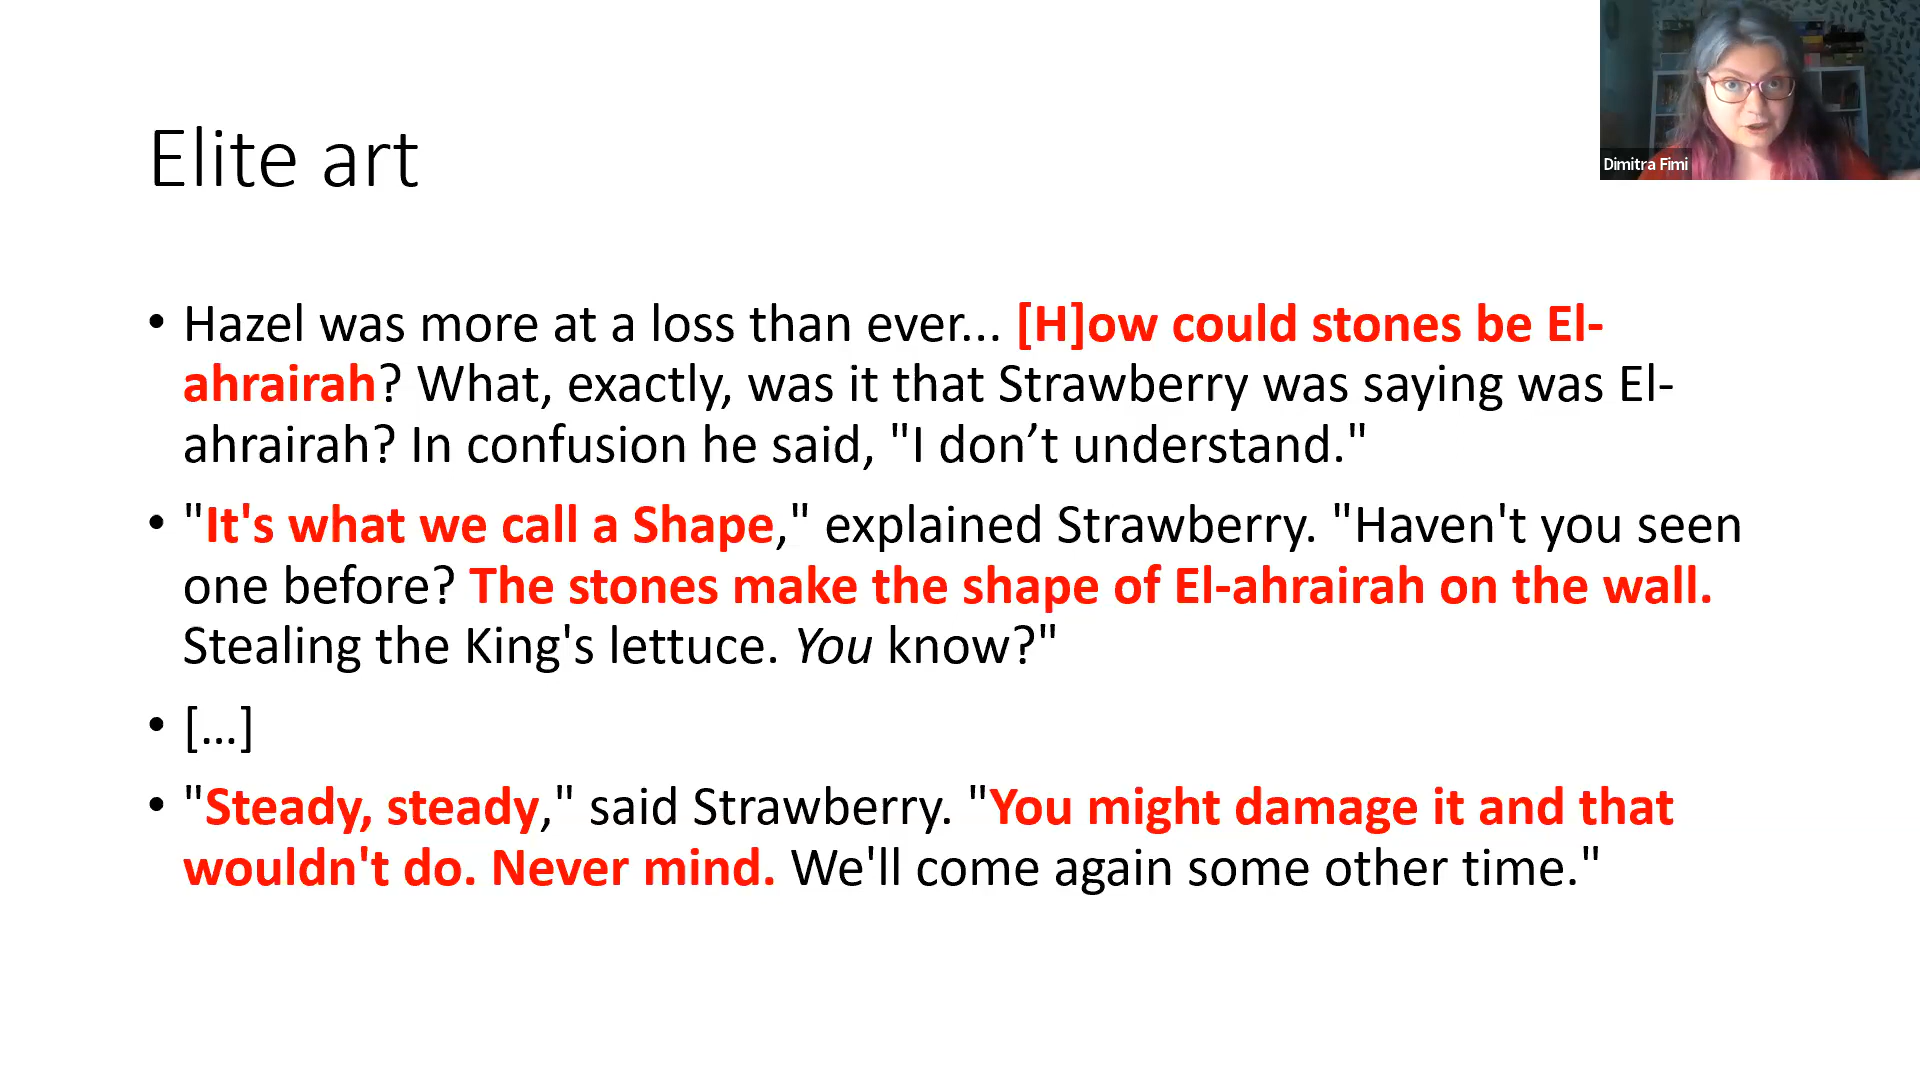 Elite art
Dimitra Fimi
• Hazel was more at a loss than ever... [H]ow could stones be El-
ahrairah? What, exactly, was it that Strawberry was saying was El-
ahrairah? In confusion he said, "I don’t understand."
• "It's what we call a Shape," explained Strawberry. "Haven't you seen
one before? The stones make the shape of El-ahrairah on the wall.
Stealing the King's lettuce. You know?"
• [...]
• "Steady, steady," said Strawberry. "You might damage it and that
wouldn't do. Never mind. We'll come again some other time."